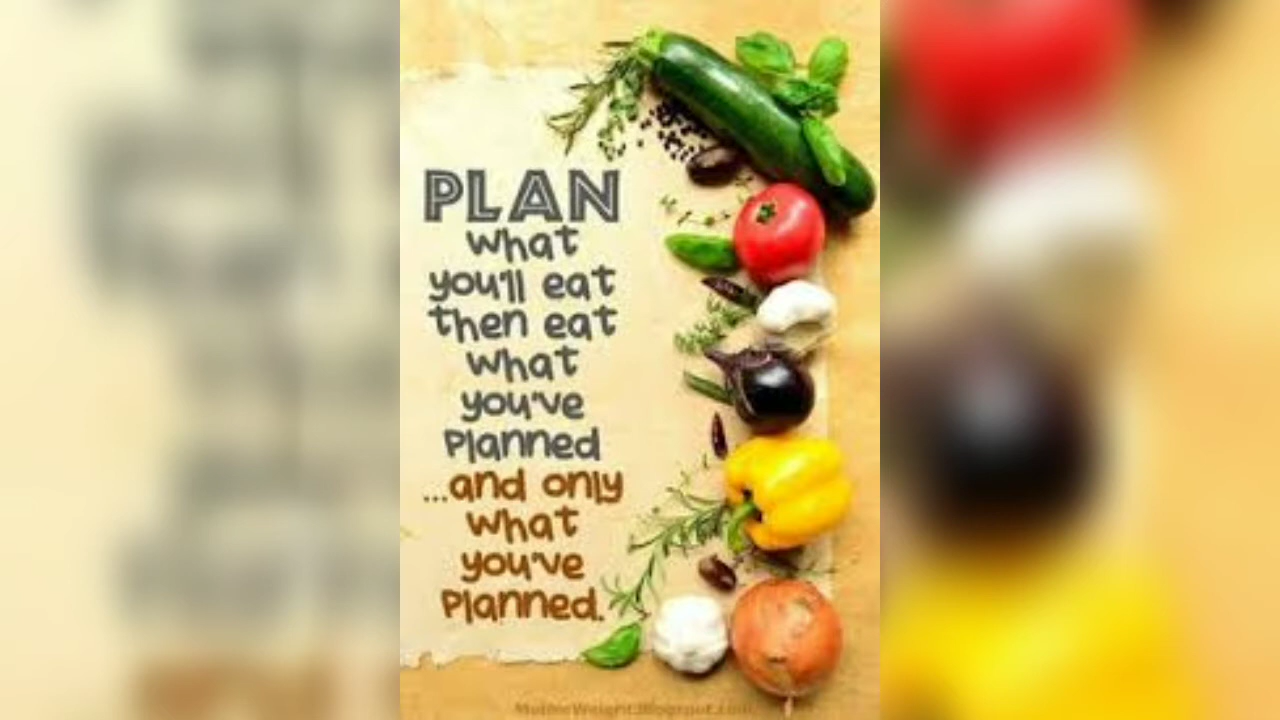 PLAN
what
you'll eat
then eat
what
you've
Planned
...and only
what
you've
Planned.